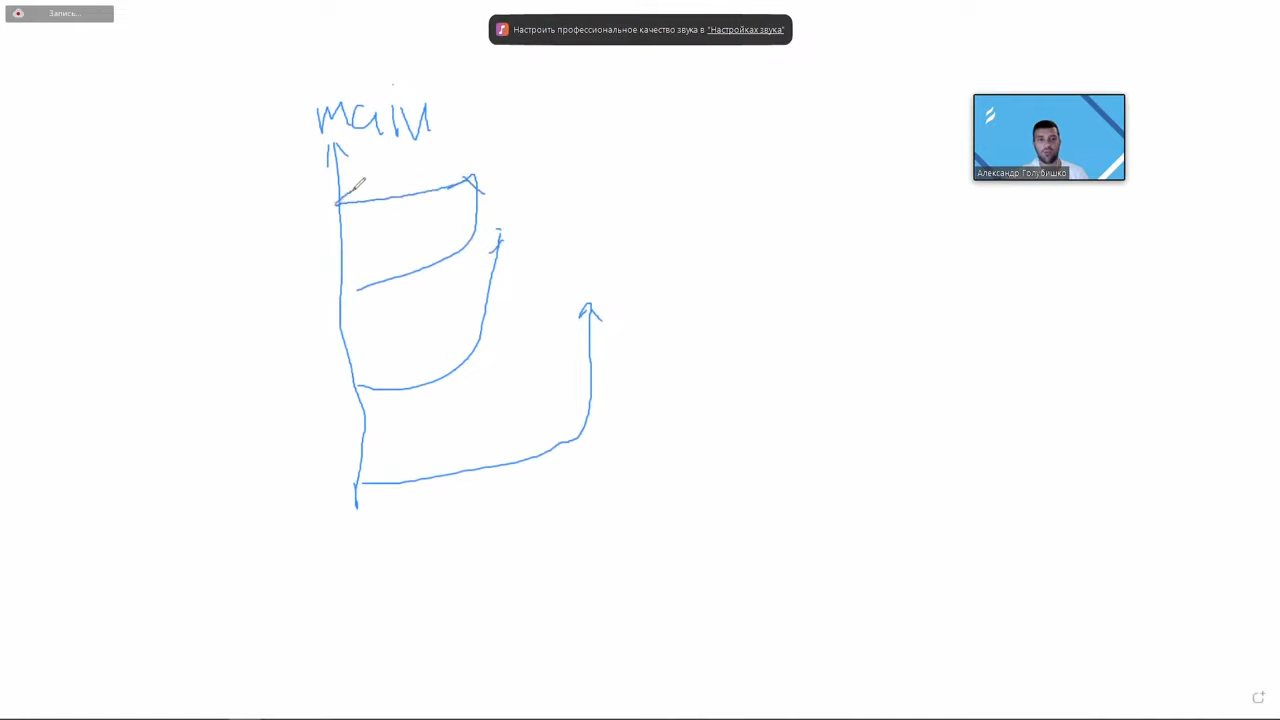 Запись...
Настроить профессиональное качество звука в "Настройках звука"
main
Александр Голубишко